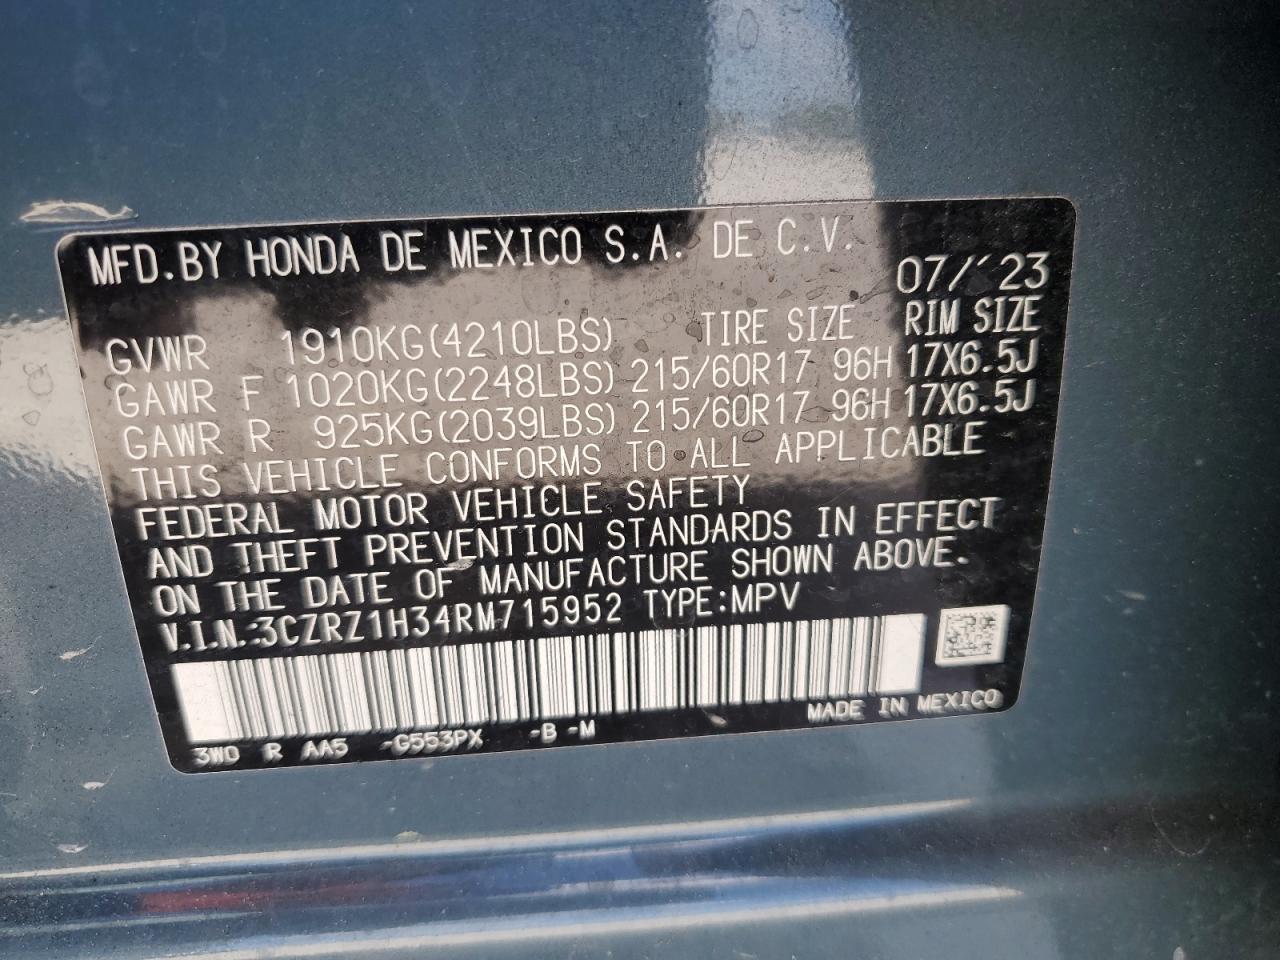 MFD.BY HONDA DE MEXICO S.A. DE C.V.
07/'23
GVWR 1910KG(4210LBS) TIRE SIZE RIM SIZE
GAWR F 1020KG(2248LBS) 215/60R17 96H 17X6.5J
GAWR R 925KG(2039LBS) 215/60R17 96H 17X6.5J
THIS VEHICLE CONFORMS TO ALL APPLICABLE
FEDERAL MOTOR VEHICLE SAFETY
AND THEFT PREVENTION STANDARDS IN EFFECT
ON THE DATE OF MANUFACTURE SHOWN ABOVE.
V.I.N.:3CZRZ1H34RM715952 TYPE:MPV
MADE IN MEXICO
3W0 R AA5 -G553PX -B -M